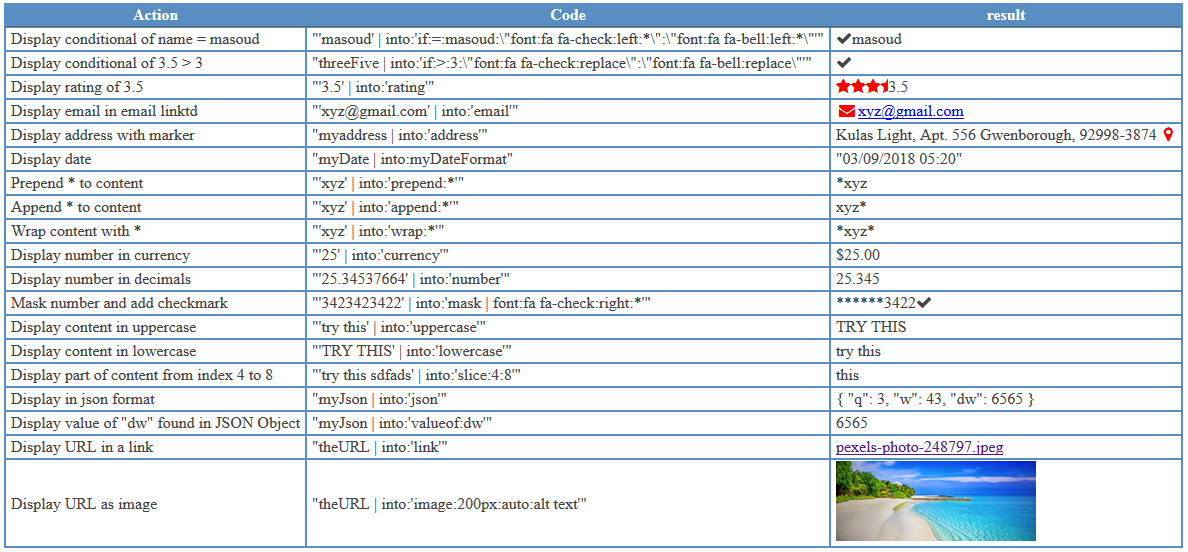 Action Code result
Display conditional of name = masoud "'masoud' | into:'if:=:masoud:\"font:fa fa-check:left:*\":\"font:fa fa-bell:left:*\"'" masoud
Display conditional of 3.5 > 3 "threeFive | into:'if:>:3:\"font:fa fa-check:replace\":\"font:fa fa-bell:replace\"'"
Display rating of 3.5 "'3.5' | into:'rating'" 3.5
Display email in email linktd "'xyz@gmail.com' | into:'email'" xyz@gmail.com
Display address with marker "myaddress | into:'address'" Kulas Light, Apt. 556 Gwenborough, 92998-3874
Display date "myDate | into:myDateFormat" "03/09/2018 05:20"
Prepend * to content "'xyz' | into:'prepend:*'" *xyz
Append * to content "'xyz' | into:'append:*'" xyz*
Wrap content with * "'xyz' | into:'wrap:*'" *xyz*
Display number in currency "'25' | into:'currency'" $25.00
Display number in decimals "'25.34537664' | into:'number'" 25.345
Mask number and add checkmark "'3423423422' | into:'mask | font:fa fa-check:right:*'" ******3422
Display content in uppercase "'try this' | into:'uppercase'" TRY THIS
Display content in lowercase "'TRY THIS' | into:'lowercase'" try this
Display part of content from index 4 to 8 "'try this sdfads' | into:'slice:4:8'" this
Display in json format "myJson | into:'json'" { "q": 3, "w": 43, "dw": 6565 }
Display value of "dw" found in JSON Object "myJson | into:'valueof:dw'" 6565
Display URL in a link "theURL | into:'link'" pexels-photo-248797.jpeg
Display URL as image "theURL | into:'image:200px:auto:alt text'"